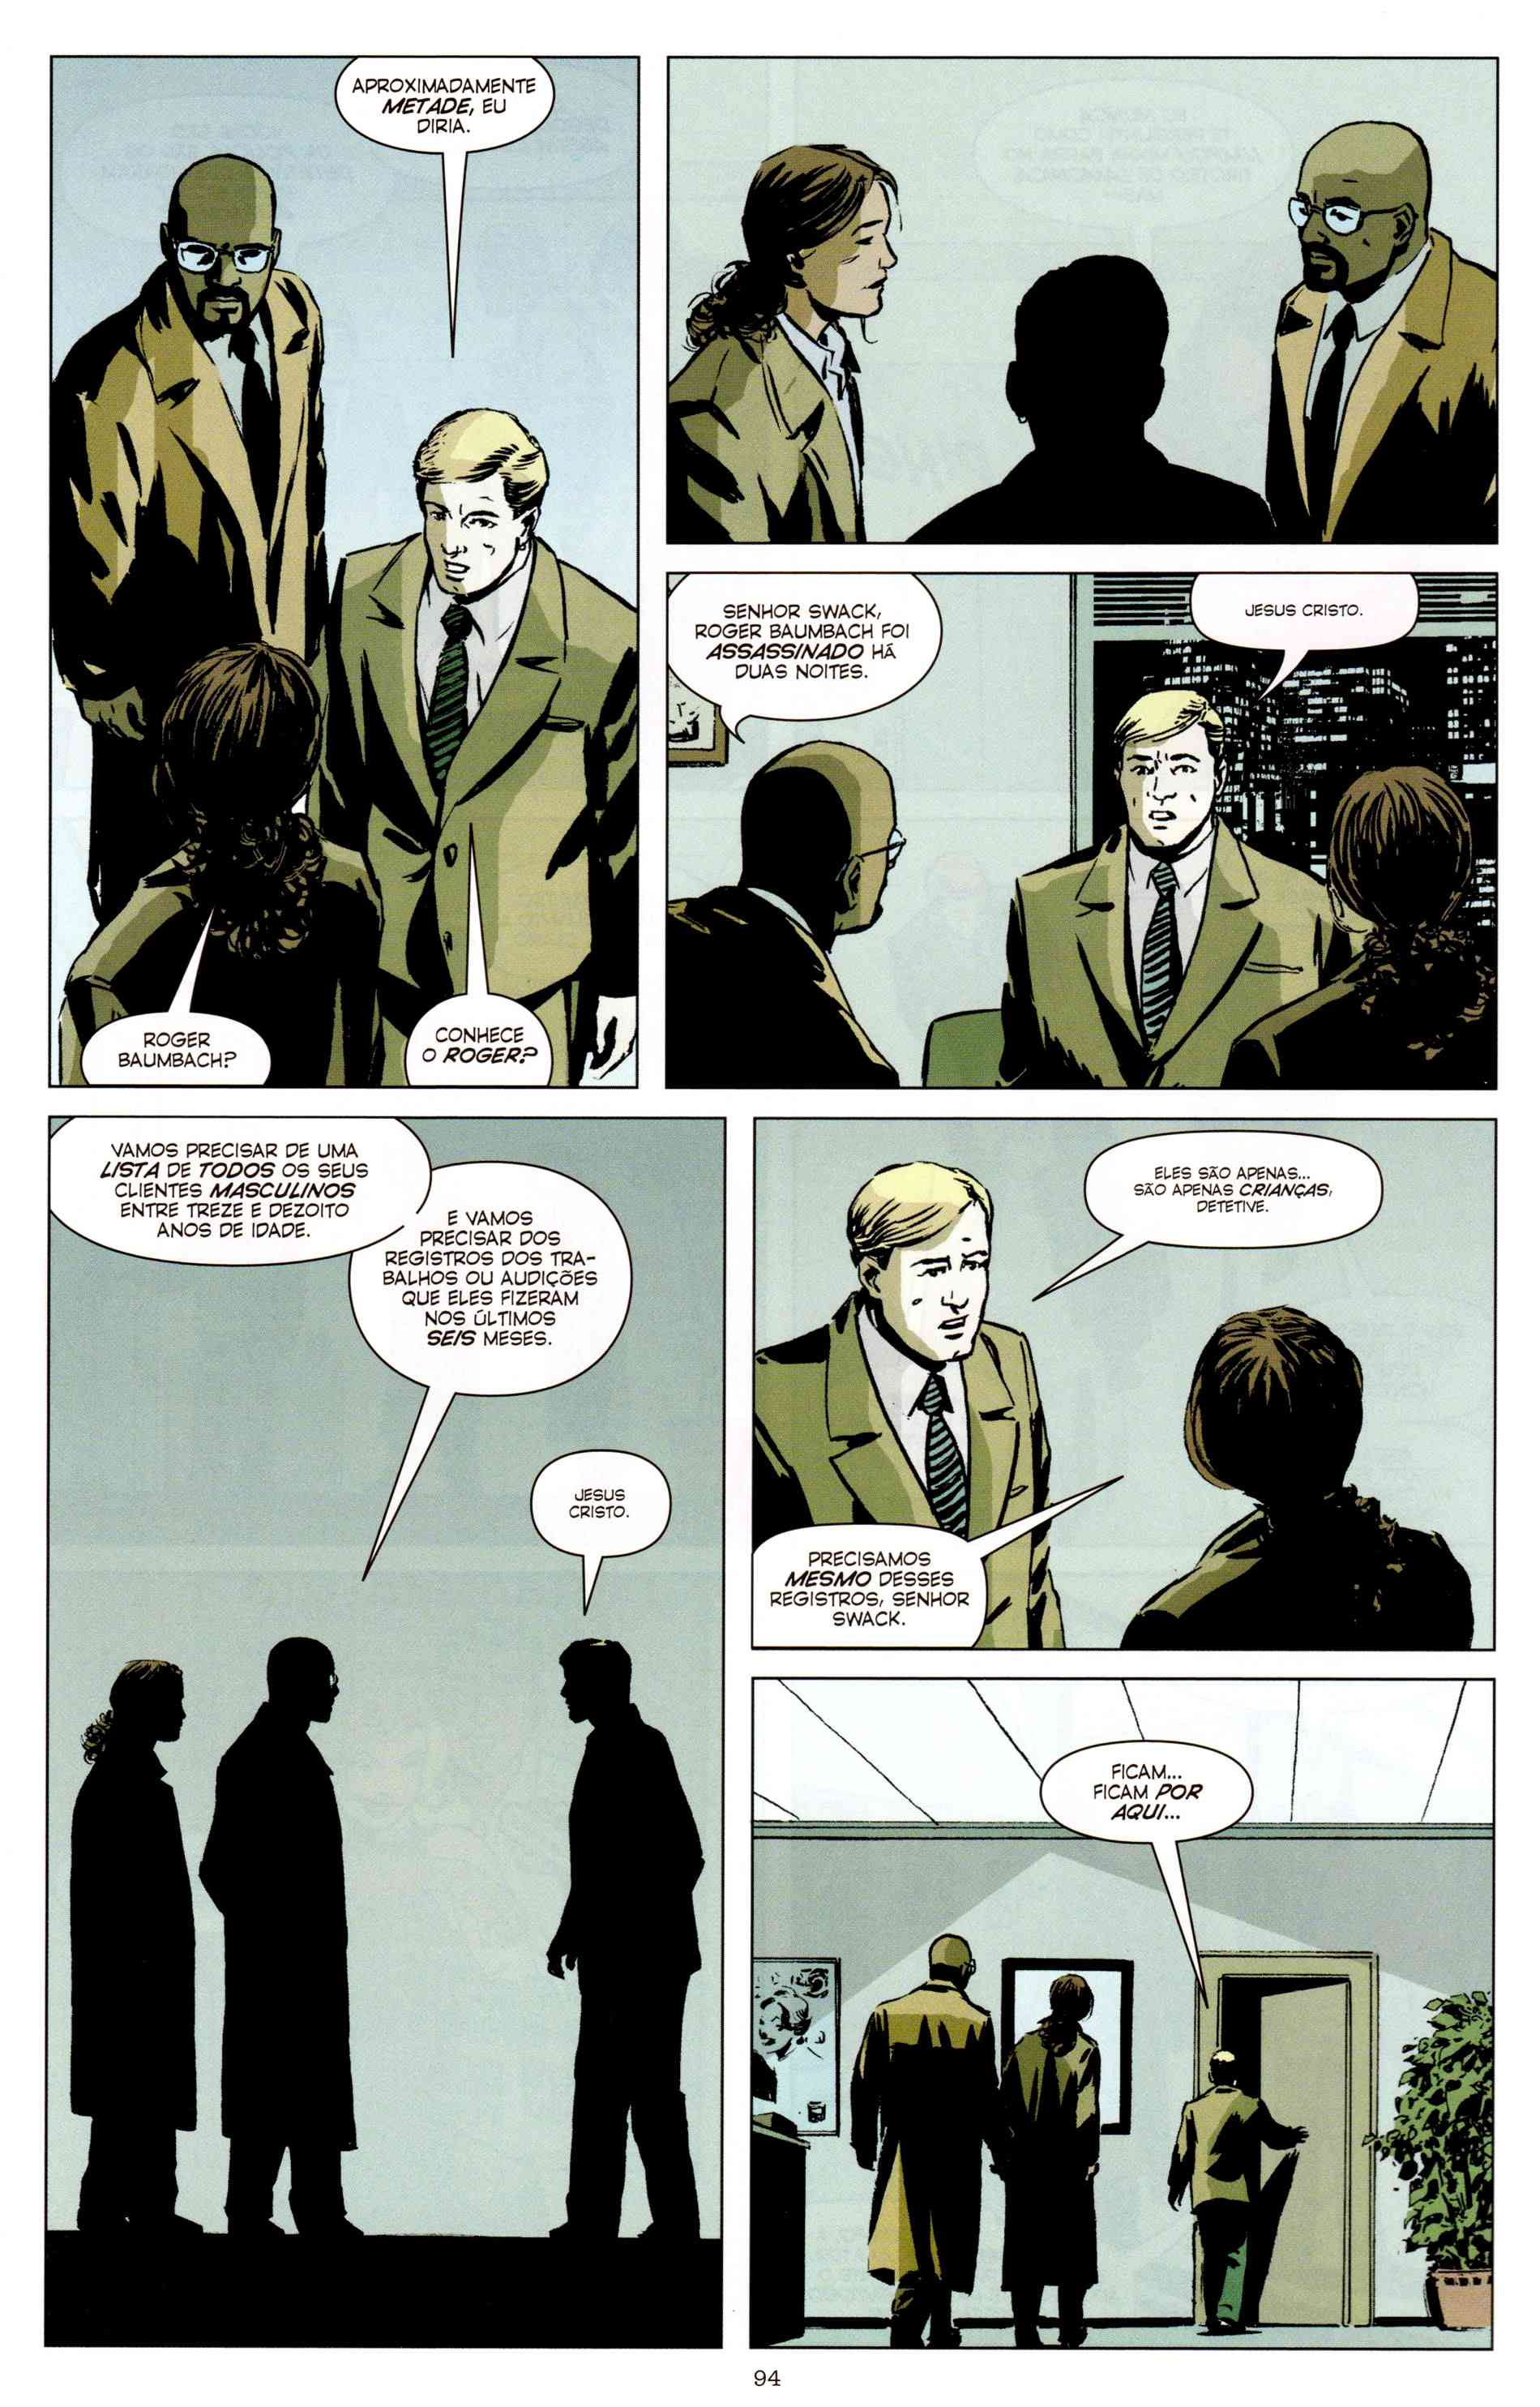 APROXIMADAMENTE
METADE, EU
DIRIA.
ROGER
BAUMBACH?
CONHECE
O ROGER?
SENHOR SWACK,
ROGER BAUMBACH FOI
ASSASSINADO HÁ
DUAS NOITES.
JESUS CRISTO.
VAMOS PRECISAR DE UMA
LISTA DE TODOS OS SEUS
CLIENTES MASCULINOS
ENTRE TREZE E DEZOITO
ANOS DE IDADE.
E VAMOS
PRECISAR DOS
REGISTROS DOS TRA-
BALHOS OU AUDIÇÕES
QUE ELES FIZERAM
NOS ÚLTIMOS
SEIS MESES.
JESUS
CRISTO.
ELES SÃO APENAS...
SÃO APENAS CRIANÇAS,
DETETIVE.
PRECISAMOS
MESMO DESSES
REGISTROS, SENHOR
SWACK.
FICAM...
FICAM POR
AQUI...
94